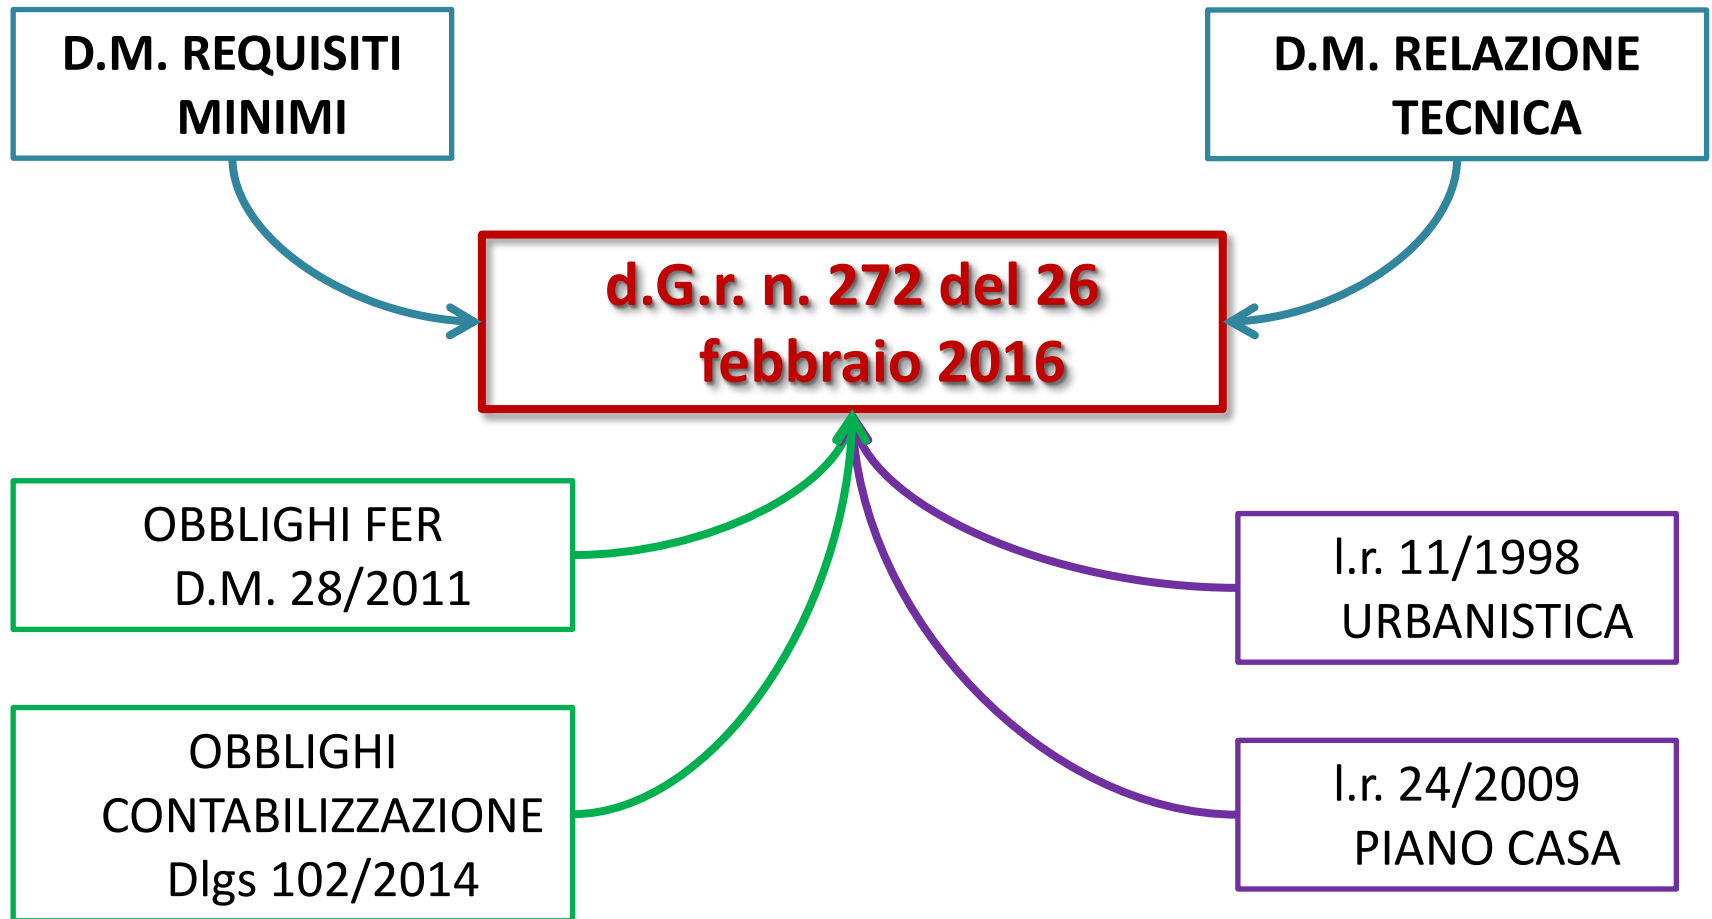 D.M. REQUISITI
MINIMI
D.M. RELAZIONE
TECNICA
d.G.r. n. 272 del 26
febbraio 2016
OBBLIGHI FER
D.M. 28/2011
l.r. 11/1998
URBANISTICA
OBBLIGHI
CONTABILIZZAZIONE
Dlgs 102/2014
l.r. 24/2009
PIANO CASA